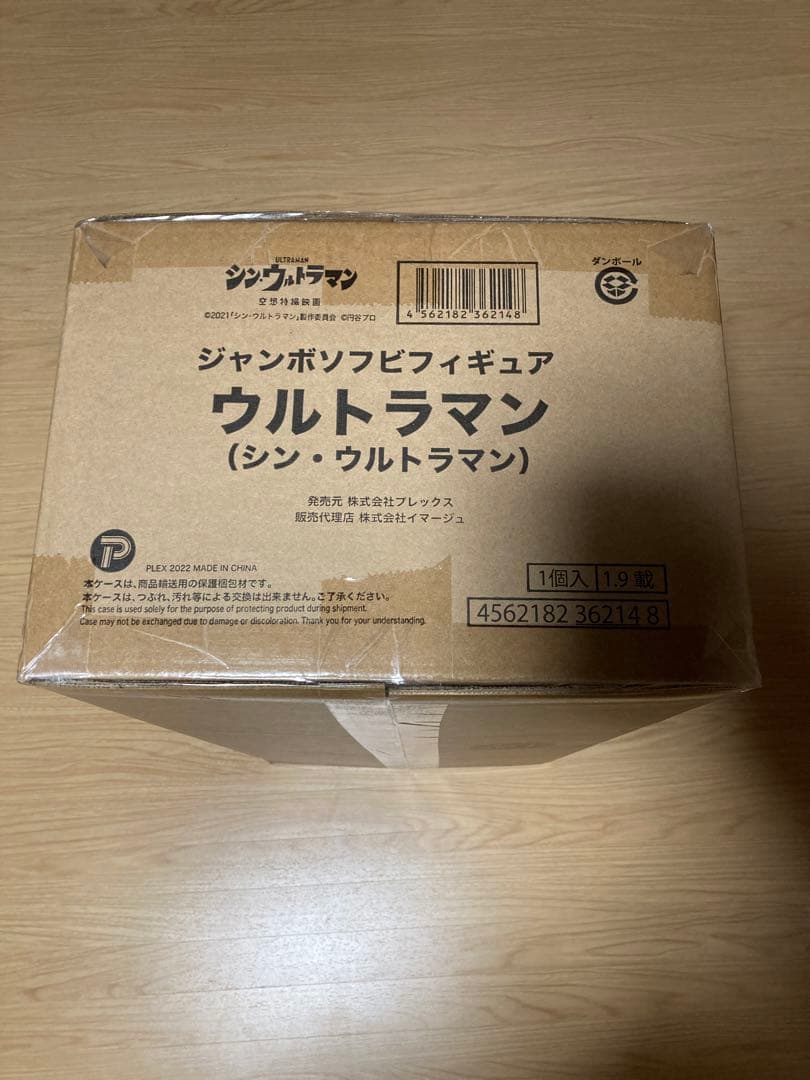 ULTRAMAN
シン・ウルトラマン
空想特撮映画
©2021「シン・ウルトラマン」製作委員会 ©円谷プロ
4 562182 362148
ダンボール
ジャンボソフビフィギュア
ウルトラマン
(シン・ウルトラマン)
発売元 株式会社プレックス
販売代理店 株式会社イマージュ
P
PLEX 2022 MADE IN CHINA
本ケースは、商品輸送用の保護梱包材です。
本ケースは、つぶれ、汚れ等による交換は出来ません。ご了承ください。
This case is used solely for the purpose of protecting product during shipment.
Case may not be exchanged due to damage or discoloration. Thank you for your understanding.
1個入 1.9 載
4562182 36214 8